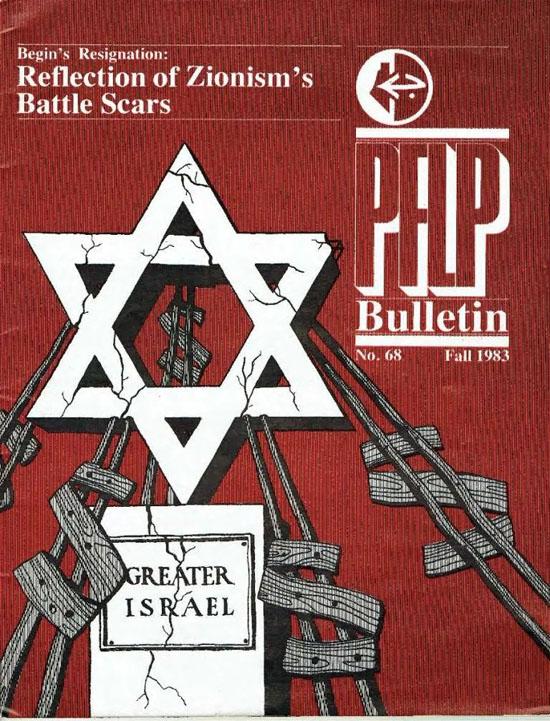 Begin's Resignation:
Reflection of Zionism's
Battle Scars
PFLP
Bulletin
No. 68 Fall 1983
GREATER
ISRAEL